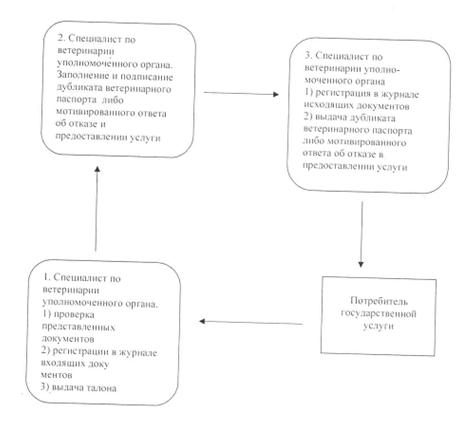 2. Специалист по
ветеринарии
уполномоченного органа.
Заполнение и подписание
дубликата ветеринарного
паспорта либо
мотивированного ответа
об отказе и
предоставлении услуги
3. Специалист по
ветеринарии уполно-
моченного органа
1) регистрация в журнале
исходящих документов
2) выдача дубликата
ветеринарного паспорта
либо мотивированного
ответа об отказе в
предоставлении услуги
1. Специалист по
ветеринарии
уполномоченного органа.
1) проверка
представленных
документов
2) регистрации в журнале
входящих доку
ментов
3) выдача талона
Потребитель
государственной
услуги